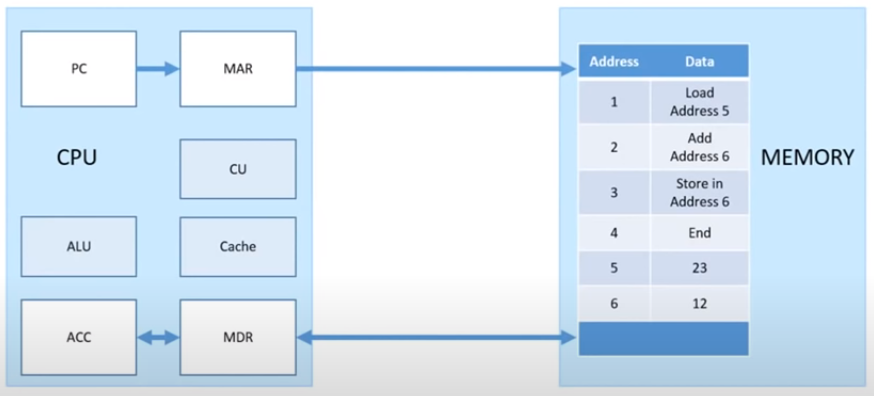 PC
MAR
CPU
CU
ALU
Cache
ACC
MDR
Address Data
1 Load
Address 5
2 Add
Address 6
3 Store in
Address 6
4 End
5 23
6 12
MEMORY